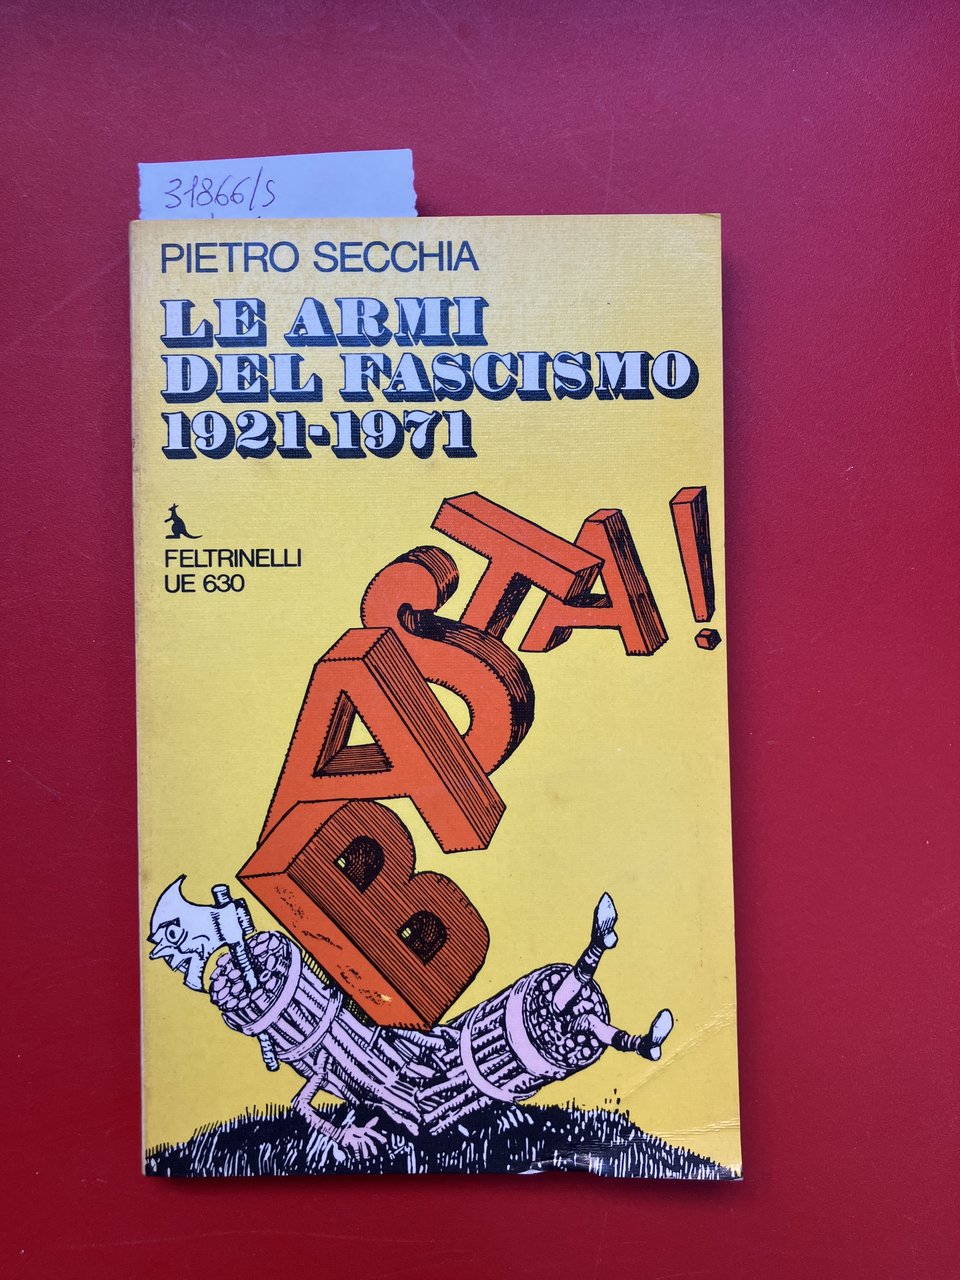 31866/S
PIETRO SECCHIA
LE ARMI
DEL FASCISMO
1921-1971
FELTRINELLI
UE 630
BASTA!